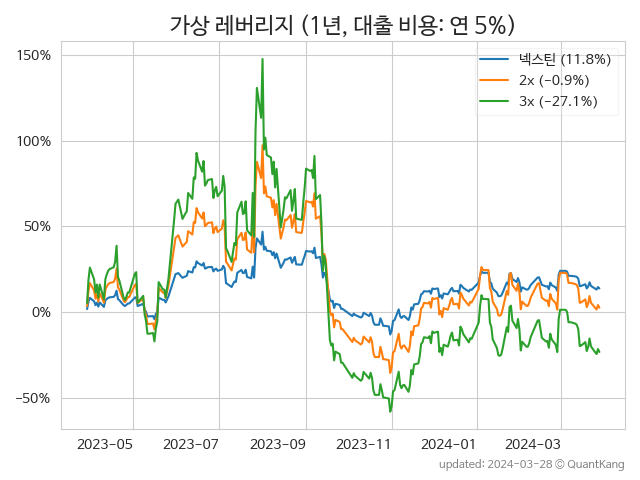 가상 레버리지 (1년, 대출 비용: 연 5%)
넥스틴 (11.8%)
2x (−0.9%)
3x (−27.1%)
150%
100%
50%
0%
−50%
2023−05 2023−07 2023−09 2023−11 2024−01 2024−03
updated: 2024−03−28 © QuantKang